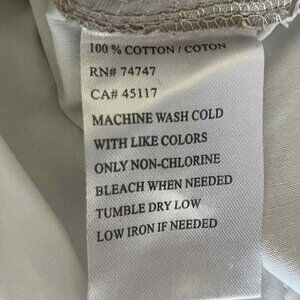 100 % COTTON / COTON
RN# 74747
CA# 45117
MACHINE WASH COLD
WITH LIKE COLORS
ONLY NON-CHLORINE
BLEACH WHEN NEEDED
TUMBLE DRY LOW
LOW IRON IF NEEDED